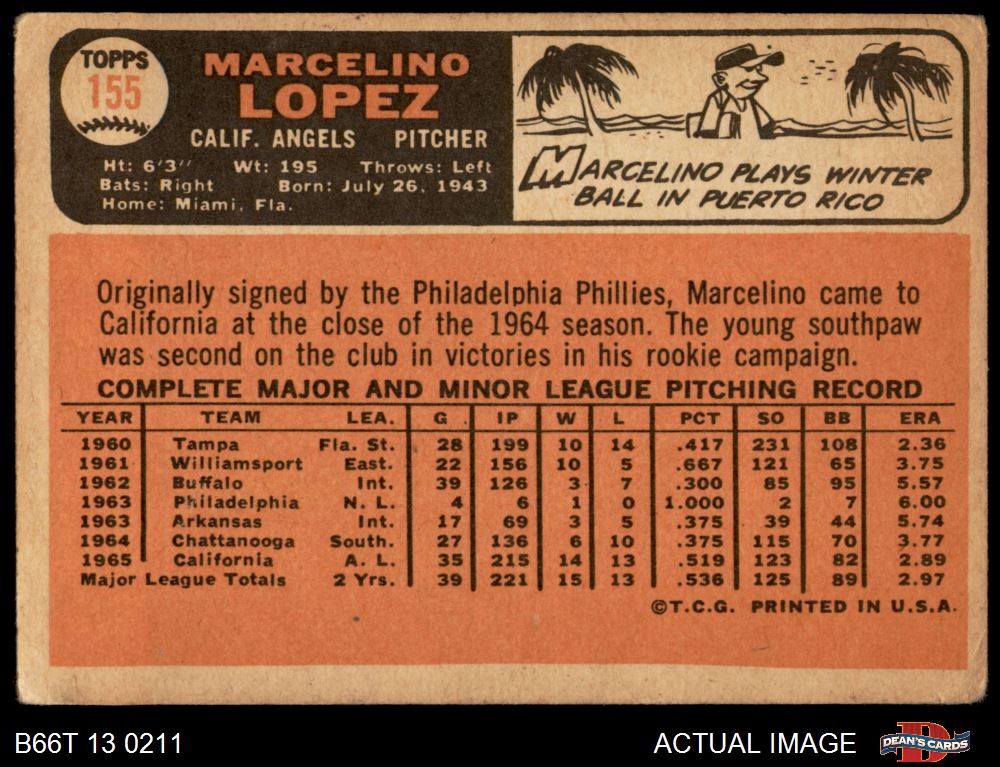 TOPPS
155
MARCELINO
LOPEZ
CALIF. ANGELS PITCHER
Ht: 6'3" Wt: 195 Throws: Left
Bats: Right Born: July 26, 1943
Home: Miami, Fla.
MARCELINO PLAYS WINTER
BALL IN PUERTO RICO
Originally signed by the Philadelphia Phillies, Marcelino came to
California at the close of the 1964 season. The young southpaw
was second on the club in victories in his rookie campaign.
COMPLETE MAJOR AND MINOR LEAGUE PITCHING RECORD
YEAR TEAM LEA. G IP W L PCT SO BB ERA
1960 Tampa Fla. St. 28 199 10 14 .417 231 108 2.36
1961 Williamsport East. 22 156 10 5 .667 121 65 3.75
1962 Buffalo Int. 39 126 3 7 .300 85 95 5.57
1963 Philadelphia N. L. 4 6 1 0 1.000 2 7 6.00
1963 Arkansas Int. 17 69 3 5 .375 39 44 5.74
1964 Chattanooga South. 27 136 6 10 .375 115 70 3.77
1965 California A. L. 35 215 14 13 .519 123 82 2.89
Major League Totals 2 Yrs. 39 221 15 13 .536 125 89 2.97
©T.C.G. PRINTED IN U.S.A.
B66T 13 0211
ACTUAL IMAGE
D
DEAN'S CARDS